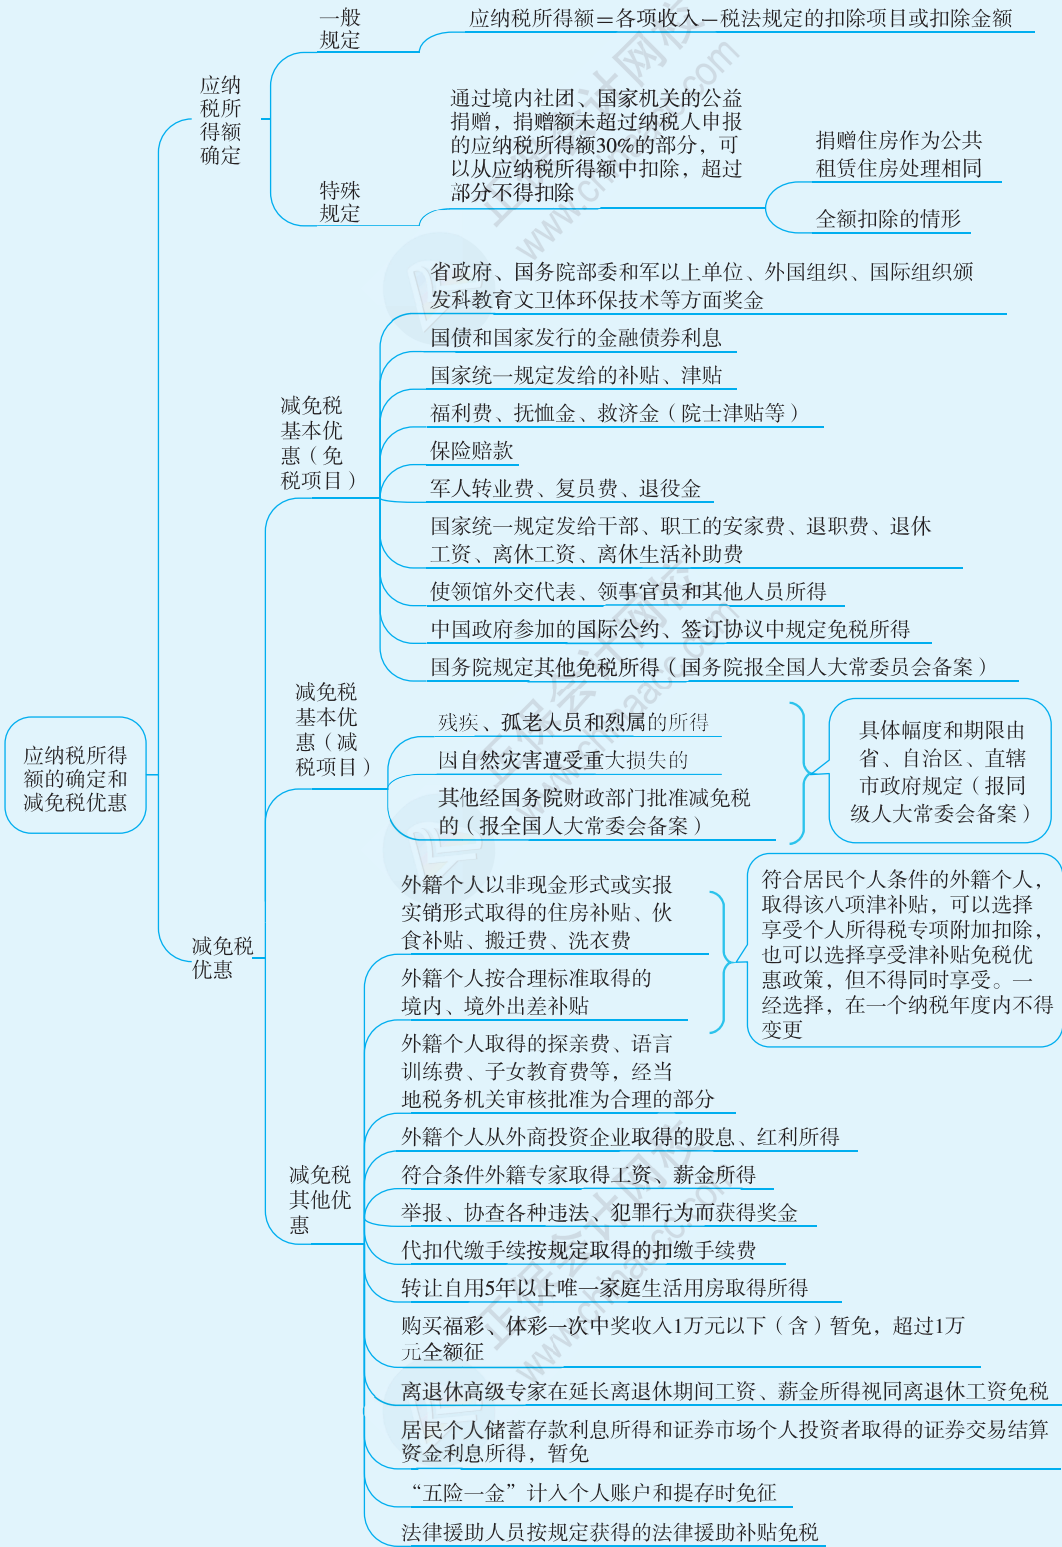 一般
规定
应纳税所得额＝各项收入－税法规定的扣除项目或扣除金额
应纳
税所
得额
确定
通过境内社团、国家机关的公益
捐赠，捐赠额未超过纳税人申报
的应纳税所得额30%的部分，可
以从应纳税所得额中扣除，超过
部分不得扣除
特殊
规定
捐赠住房作为公共
租赁住房处理相同
全额扣除的情形
省政府、国务院部委和军以上单位、外国组织、国际组织颁
发科教育文卫体环保技术等方面奖金
国债和国家发行的金融债券利息
国家统一规定发给的补贴、津贴
减免税
基本优
惠（免
税项目）
福利费、抚恤金、救济金（院士津贴等）
保险赔款
军人转业费、复员费、退役金
国家统一规定发给干部、职工的安家费、退职费、退休
工资、离休工资、离休生活补助费
使领馆外交代表、领事官员和其他人员所得
中国政府参加的国际公约、签订协议中规定免税所得
国务院规定其他免税所得（国务院报全国人大常委员会备案）
减免税
基本优
惠（减
税项目）
残疾、孤老人员和烈属的所得
因自然灾害遭受重大损失的
其他经国务院财政部门批准减免税
的（报全国人大常委会备案）
具体幅度和期限由
省、自治区、直辖
市政府规定（报同
级人大常委会备案）
应纳税所得
额的确定和
减免税优惠
减免税
优惠
外籍个人以非现金形式或实报
实销形式取得的住房补贴、伙
食补贴、搬迁费、洗衣费
外籍个人按合理标准取得的
境内、境外出差补贴
外籍个人取得的探亲费、语言
训练费、子女教育费等，经当
地税务机关审核批准为合理的部分
符合居民个人条件的外籍个人，
取得该八项津补贴，可以选择
享受个人所得税专项附加扣除，
也可以选择享受津补贴免税优
惠政策，但不得同时享受。一
经选择，在一个纳税年度内不得
变更
外籍个人从外商投资企业取得的股息、红利所得
减免税
其他优
惠
符合条件外籍专家取得工资、薪金所得
举报、协查各种违法、犯罪行为而获得奖金
代扣代缴手续按规定取得的扣缴手续费
转让自用5年以上唯一家庭生活用房取得所得
购买福彩、体彩一次中奖收入1万元以下（含）暂免，超过1万
元全额征
离退休高级专家在延长离退休期间工资、薪金所得视同离退休工资免税
居民个人储蓄存款利息所得和证券市场个人投资者取得的证券交易结算
资金利息所得，暂免
“五险一金”计入个人账户和提存时免征
法律援助人员按规定获得的法律援助补贴免税
正保会计网校
www.chinaacc.com
正保会计网校
www.chinaacc.com
正保会计网校
www.chinaacc.com